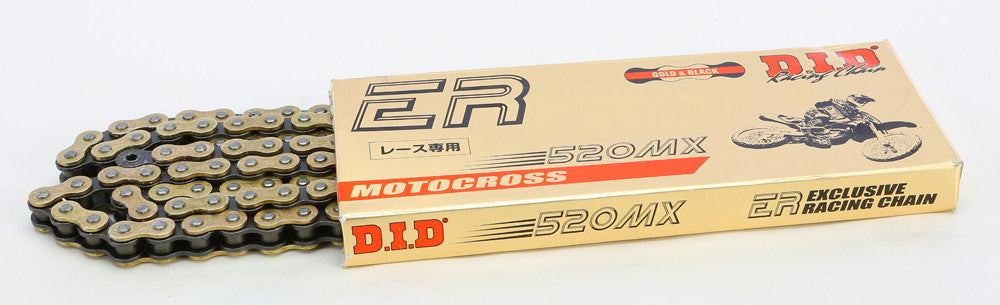 GOLD & BLACK
D.I.D
Racing Chain
ER
レース専用
520MX
MOTOCROSS
D.I.D
520MX
ER EXCLUSIVE
RACING CHAIN